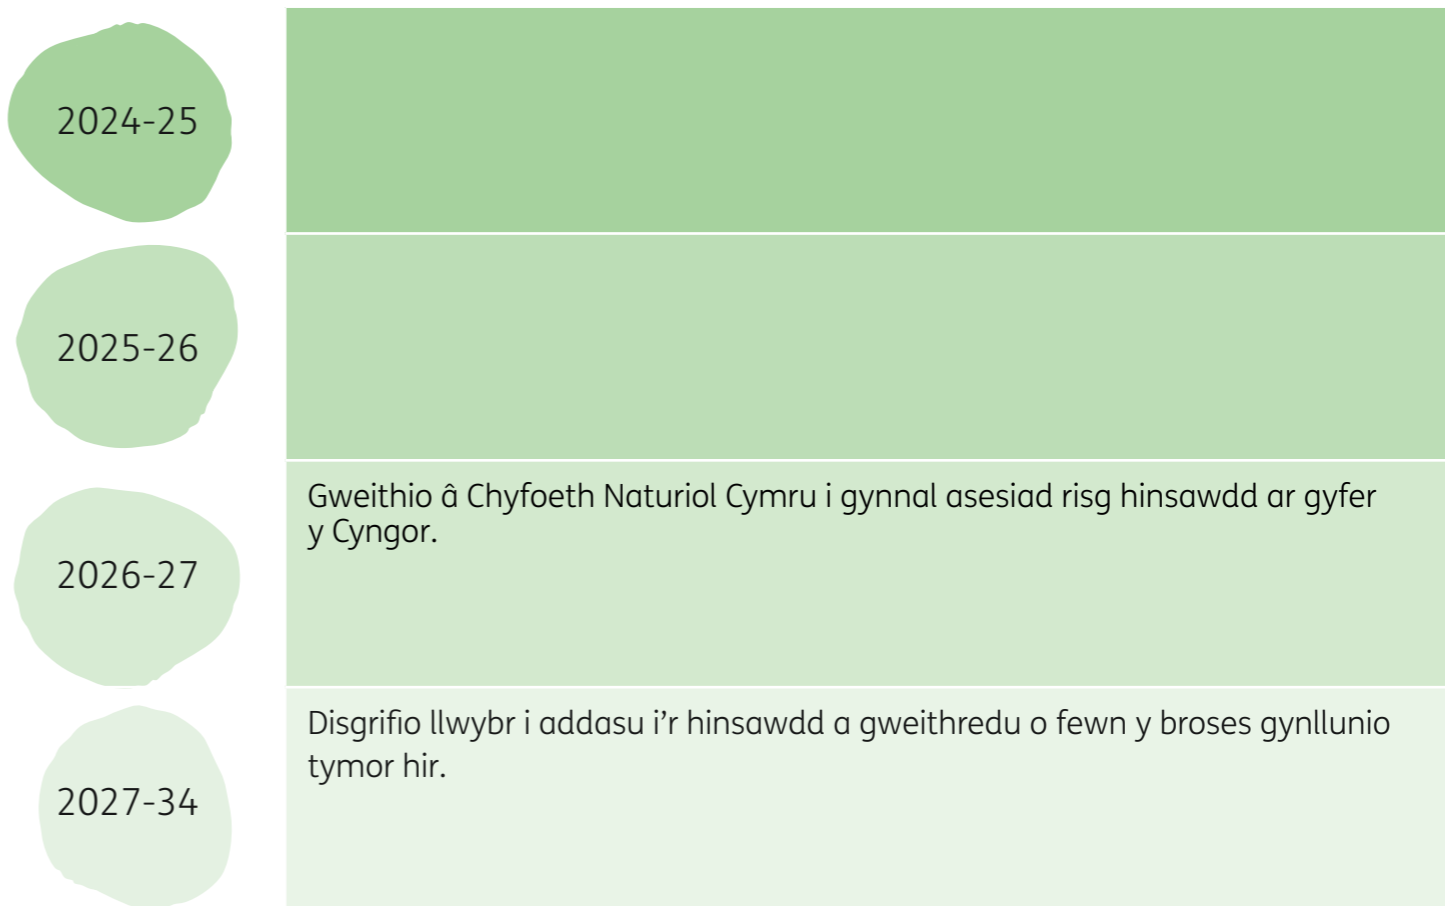 2024-25
2025-26
2026-27
Gweithio â Chyfoeth Naturiol Cymru i gynnal asesiad risg hinsawdd ar gyfer
y Cyngor.
2027-34
Disgrifio llwybr i addasu i’r hinsawdd a gweithredu o fewn y broses gynllunio
tymor hir.